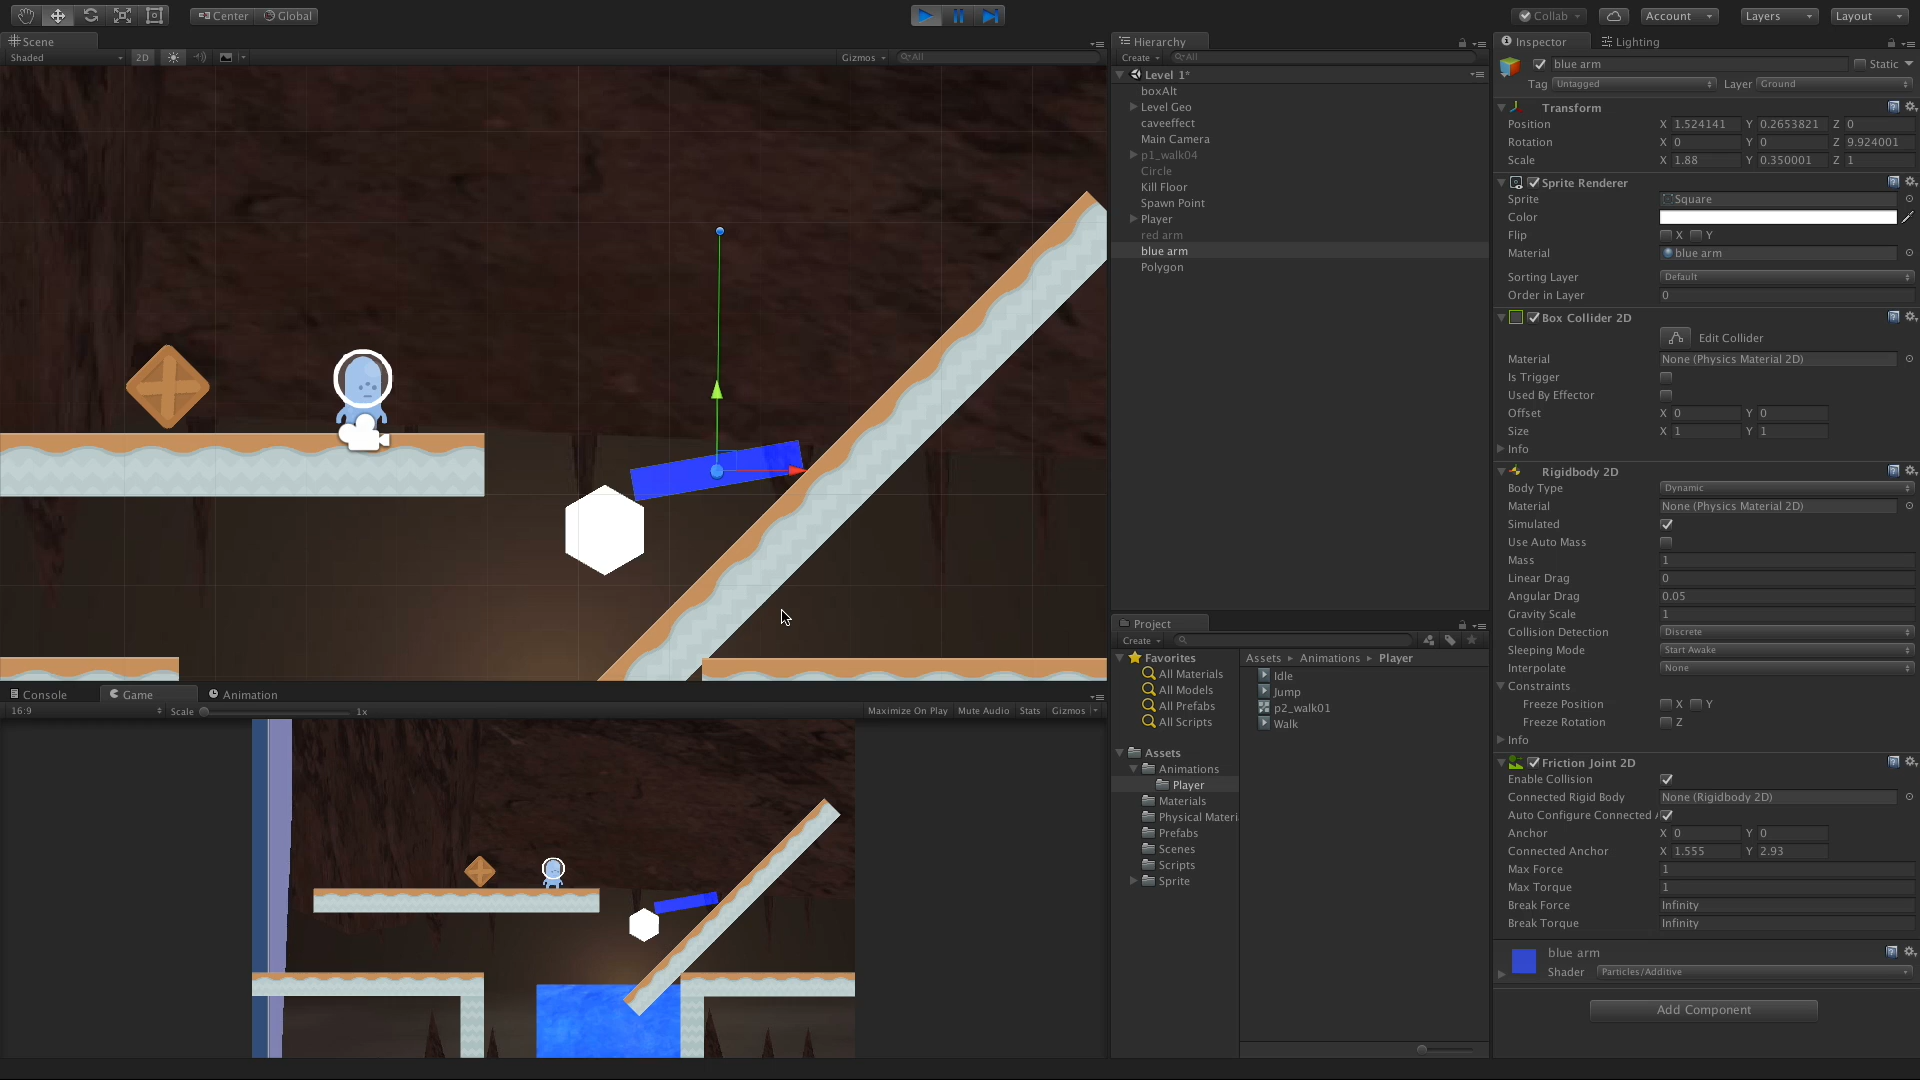 Center Global
Collab Account Layers Layout
Scene
Shaded 2D Gizmos All
Console Game Animation
16:9 Scale 1x Maximize On Play Mute Audio Stats Gizmos
Hierarchy
Create All
Level 1*
boxAlt
Level Geo
caveeffect
Main Camera
p1_walk04
Circle
Kill Floor
Spawn Point
Player
red arm
blue arm
Polygon
Project
Create
Favorites
All Materials
All Models
All Prefabs
All Scripts
Assets
Animations
Player
Materials
Physical Materi
Prefabs
Scenes
Scripts
Sprite
Assets Animations Player
Idle
Jump
p2_walk01
Walk
Inspector Lighting
blue arm Static
Tag Untagged Layer Ground
Transform
Position X 1.524141 Y 0.2653821 Z 0
Rotation X 0 Y 0 Z 9.924001
Scale X 1.88 Y 0.350001 Z 1
Sprite Renderer
Sprite Square
Color
Flip X Y
Material blue arm
Sorting Layer Default
Order in Layer 0
Box Collider 2D
Edit Collider
Material None (Physics Material 2D)
Is Trigger
Used By Effector
Offset X 0 Y 0
Size X 1 Y 1
Info
Rigidbody 2D
Body Type Dynamic
Material None (Physics Material 2D)
Simulated
Use Auto Mass
Mass 1
Linear Drag 0
Angular Drag 0.05
Gravity Scale 1
Collision Detection Discrete
Sleeping Mode Start Awake
Interpolate None
Constraints
Freeze Position X Y
Freeze Rotation Z
Info
Friction Joint 2D
Enable Collision
Connected Rigid Body None (Rigidbody 2D)
Auto Configure Connected
Anchor X 0 Y 0
Connected Anchor X 1.555 Y 2.93
Max Force 1
Max Torque 1
Break Force Infinity
Break Torque Infinity
blue arm
Shader Particles/Additive
Add Component